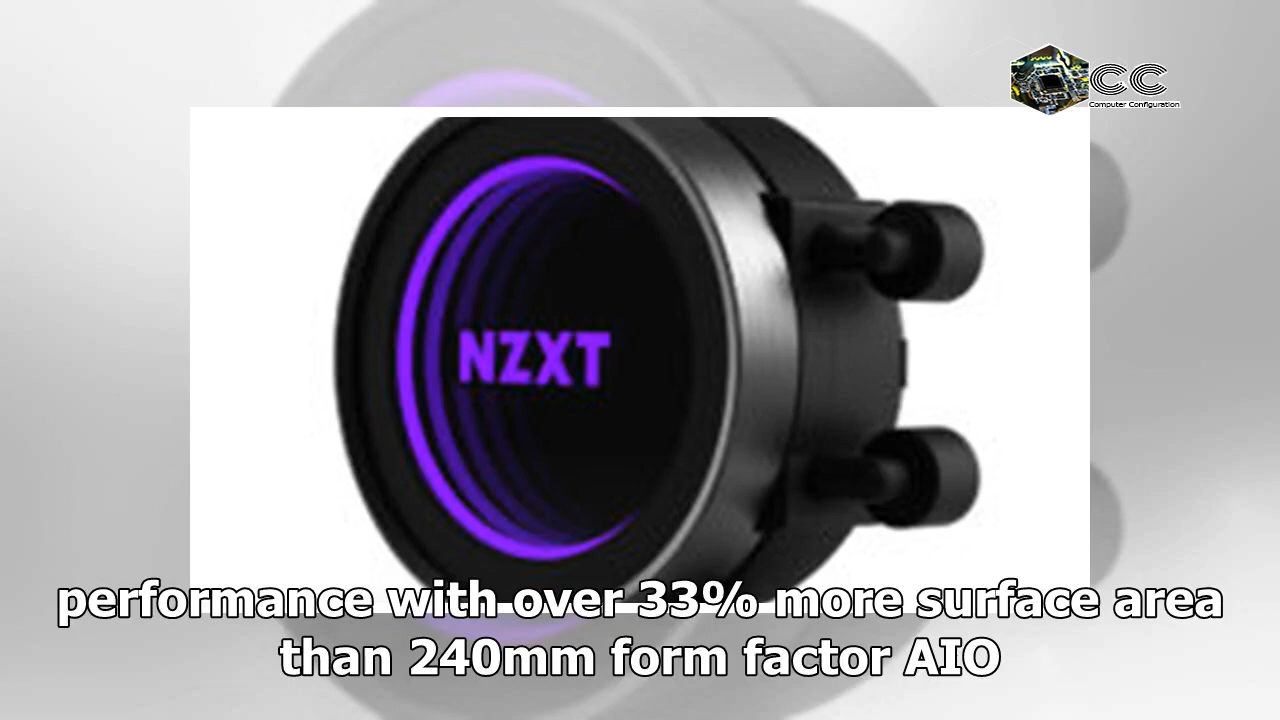 CC
Computer Configuration
NZXT
performance with over 33% more surface area
than 240mm form factor AIO